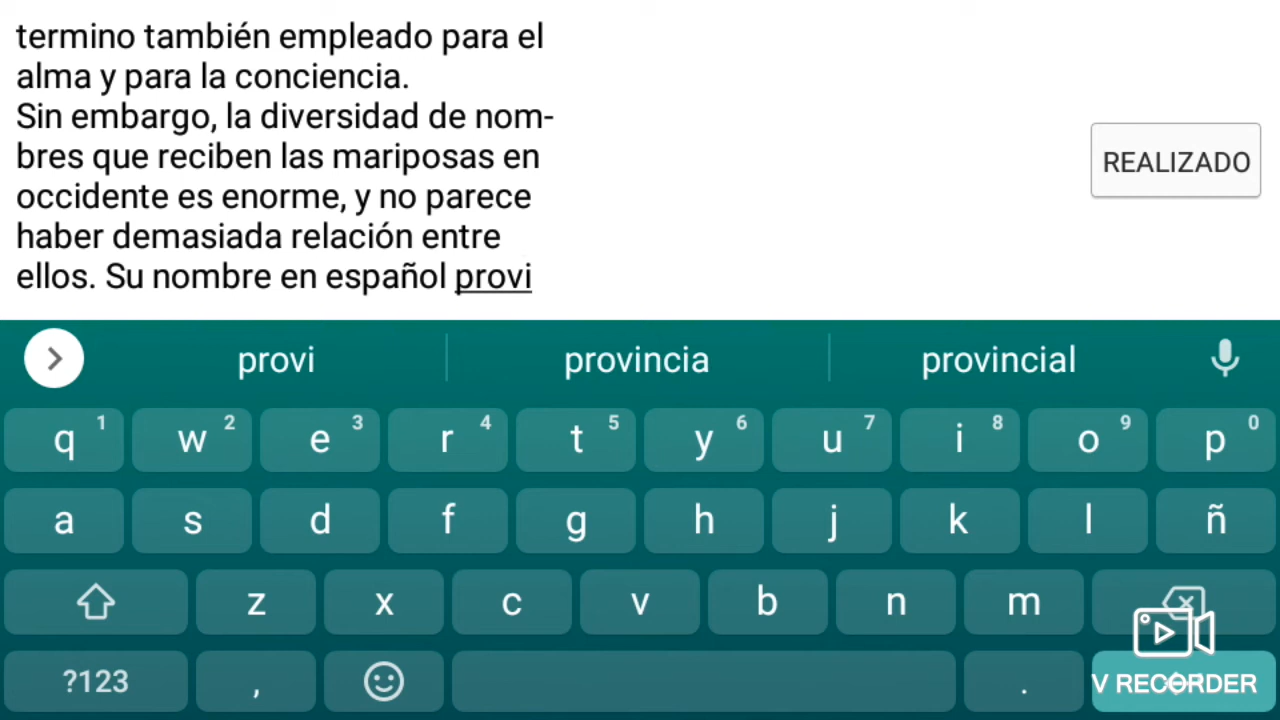 termino también empleado para el
alma y para la conciencia.
Sin embargo, la diversidad de nom-
bres que reciben las mariposas en
occidente es enorme, y no parece
haber demasiada relación entre
ellos. Su nombre en español provi
REALIZADO
provi provincia provincial
q 1 w 2 e 3 r 4 t 5 y 6 u 7 i 8 o 9 p 0
a s d f g h j k l ñ
z x c v b n m
?123 , .
V RECORDER